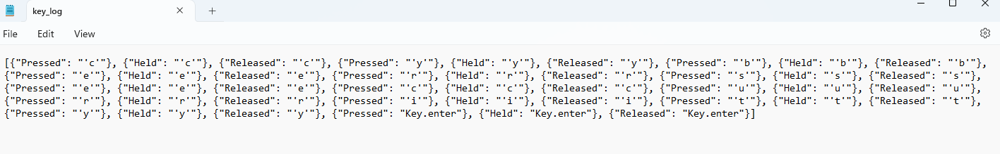 key_log
File Edit View
[{"Pressed": "'c'"}, {"Held": "'c'"}, {"Released": "'c'"}, {"Pressed": "'y'"}, {"Held": "'y'"}, {"Released": "'y'"}, {"Pressed": "'b'"}, {"Held": "'b'"}, {"Released": "'b'"},
{"Pressed": "'e'"}, {"Held": "'e'"}, {"Released": "'e'"}, {"Pressed": "'r'"}, {"Held": "'r'"}, {"Released": "'r'"}, {"Pressed": "'s'"}, {"Held": "'s'"}, {"Released": "'s'"},
{"Pressed": "'e'"}, {"Held": "'e'"}, {"Released": "'e'"}, {"Pressed": "'c'"}, {"Held": "'c'"}, {"Released": "'c'"}, {"Pressed": "'u'"}, {"Held": "'u'"}, {"Released": "'u'"},
{"Pressed": "'r'"}, {"Held": "'r'"}, {"Released": "'r'"}, {"Pressed": "'i'"}, {"Held": "'i'"}, {"Released": "'i'"}, {"Pressed": "'t'"}, {"Held": "'t'"}, {"Released": "'t'"},
{"Pressed": "'y'"}, {"Held": "'y'"}, {"Released": "'y'"}, {"Pressed": "Key.enter"}, {"Held": "Key.enter"}, {"Released": "Key.enter"}]